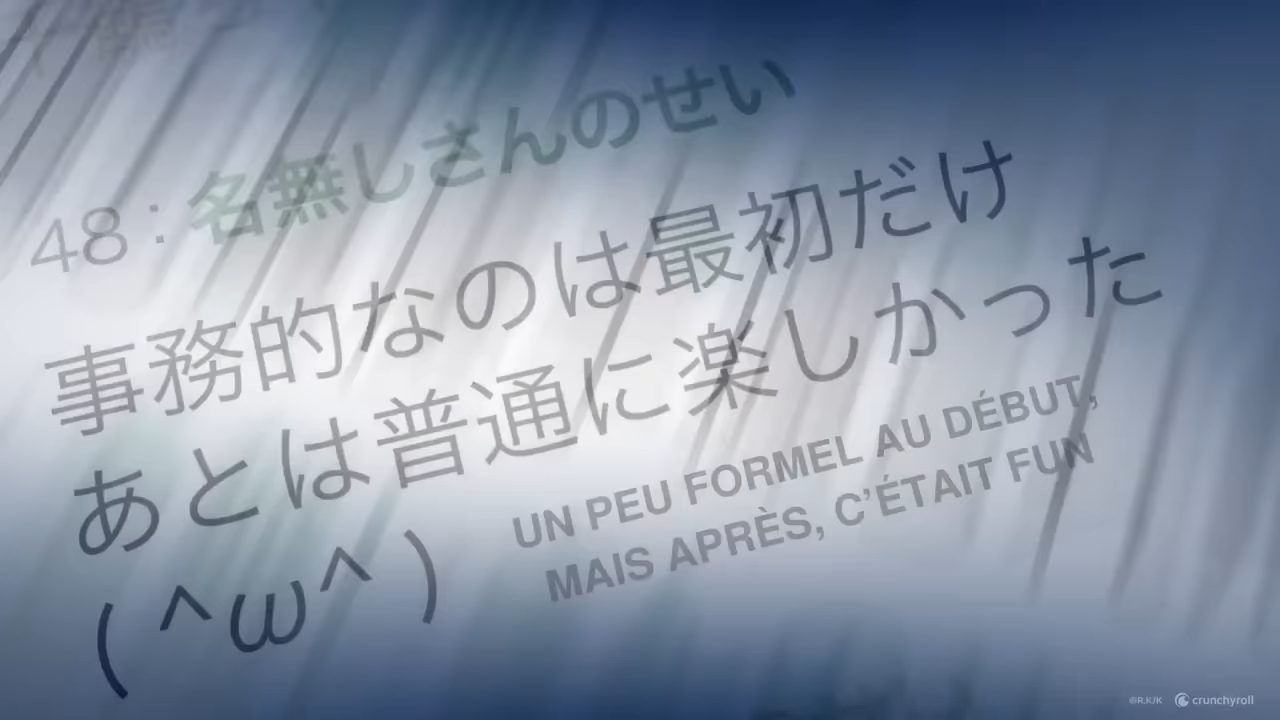 48 : 名無しさんのせい
事務的なのは最初だけ
あとは普通に楽しかった
( ^ω^ )
UN PEU FORMEL AU DÉBUT,
MAIS APRÈS, C'ÉTAIT FUN
©R.K/K crunchyroll